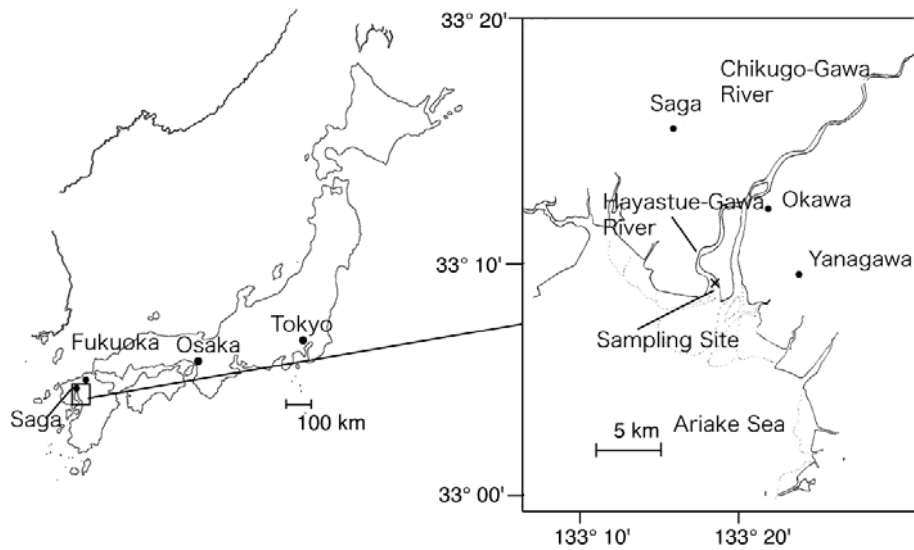 Fukuoka
Osaka
Tokyo
Saga
100 km
33° 20'
33° 10'
33° 00'
133° 10'
133° 20'
Chikugo-Gawa
River
Saga
Hayastue-Gawa
River
Okawa
Yanagawa
Sampling Site
Ariake Sea
5 km